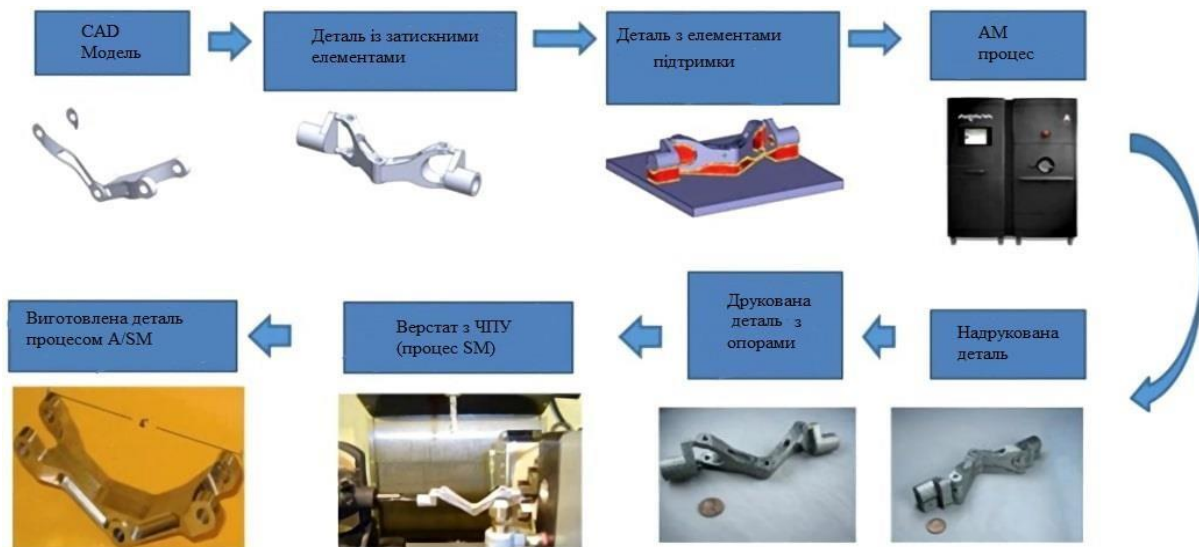 CAD
Модель
Деталь із затискними
елементами
Деталь з елементами
підтримки
АМ
процес
Надрукована
деталь
Друкована
деталь з
опорами
Верстат з ЧПУ
(процес SM)
Виготовлена деталь
процесом A/SM